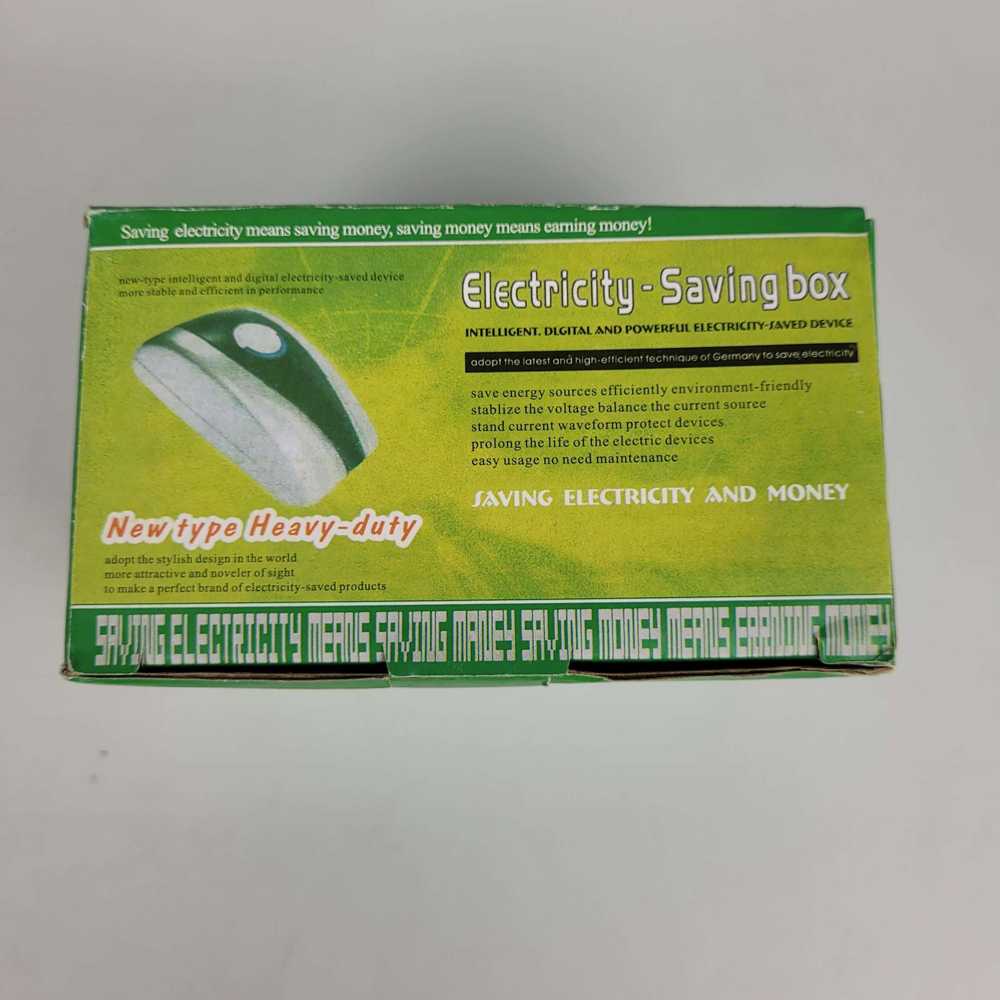 Saving electricity means saving money, saving money means earning money!
new-type intelligent and digital electricity-saved device
more stable and efficient in performance
Electricity - Saving box
INTELLIGENT. DLGITAL AND POWERFUL ELECTRICITY-SAVED DEVICE
adopt the latest and high-efficient technique of Germany to save electricity
save energy sources efficiently environment-friendly
stablize the voltage balance the current souree
stand current waveform protect devices
prolong the life of the electric devices
easy usage no need maintenance
SAVING ELECTRICITY AND MONEY
New type Heavy-duty
adopt the stylish design in the world
more attractive and noveler of sight
to make a perfect brand of electricity-saved products
SAVING ELECTRICITY MEANS SAVING MANEY SAVING MONEY MEANS EARNING MONEY